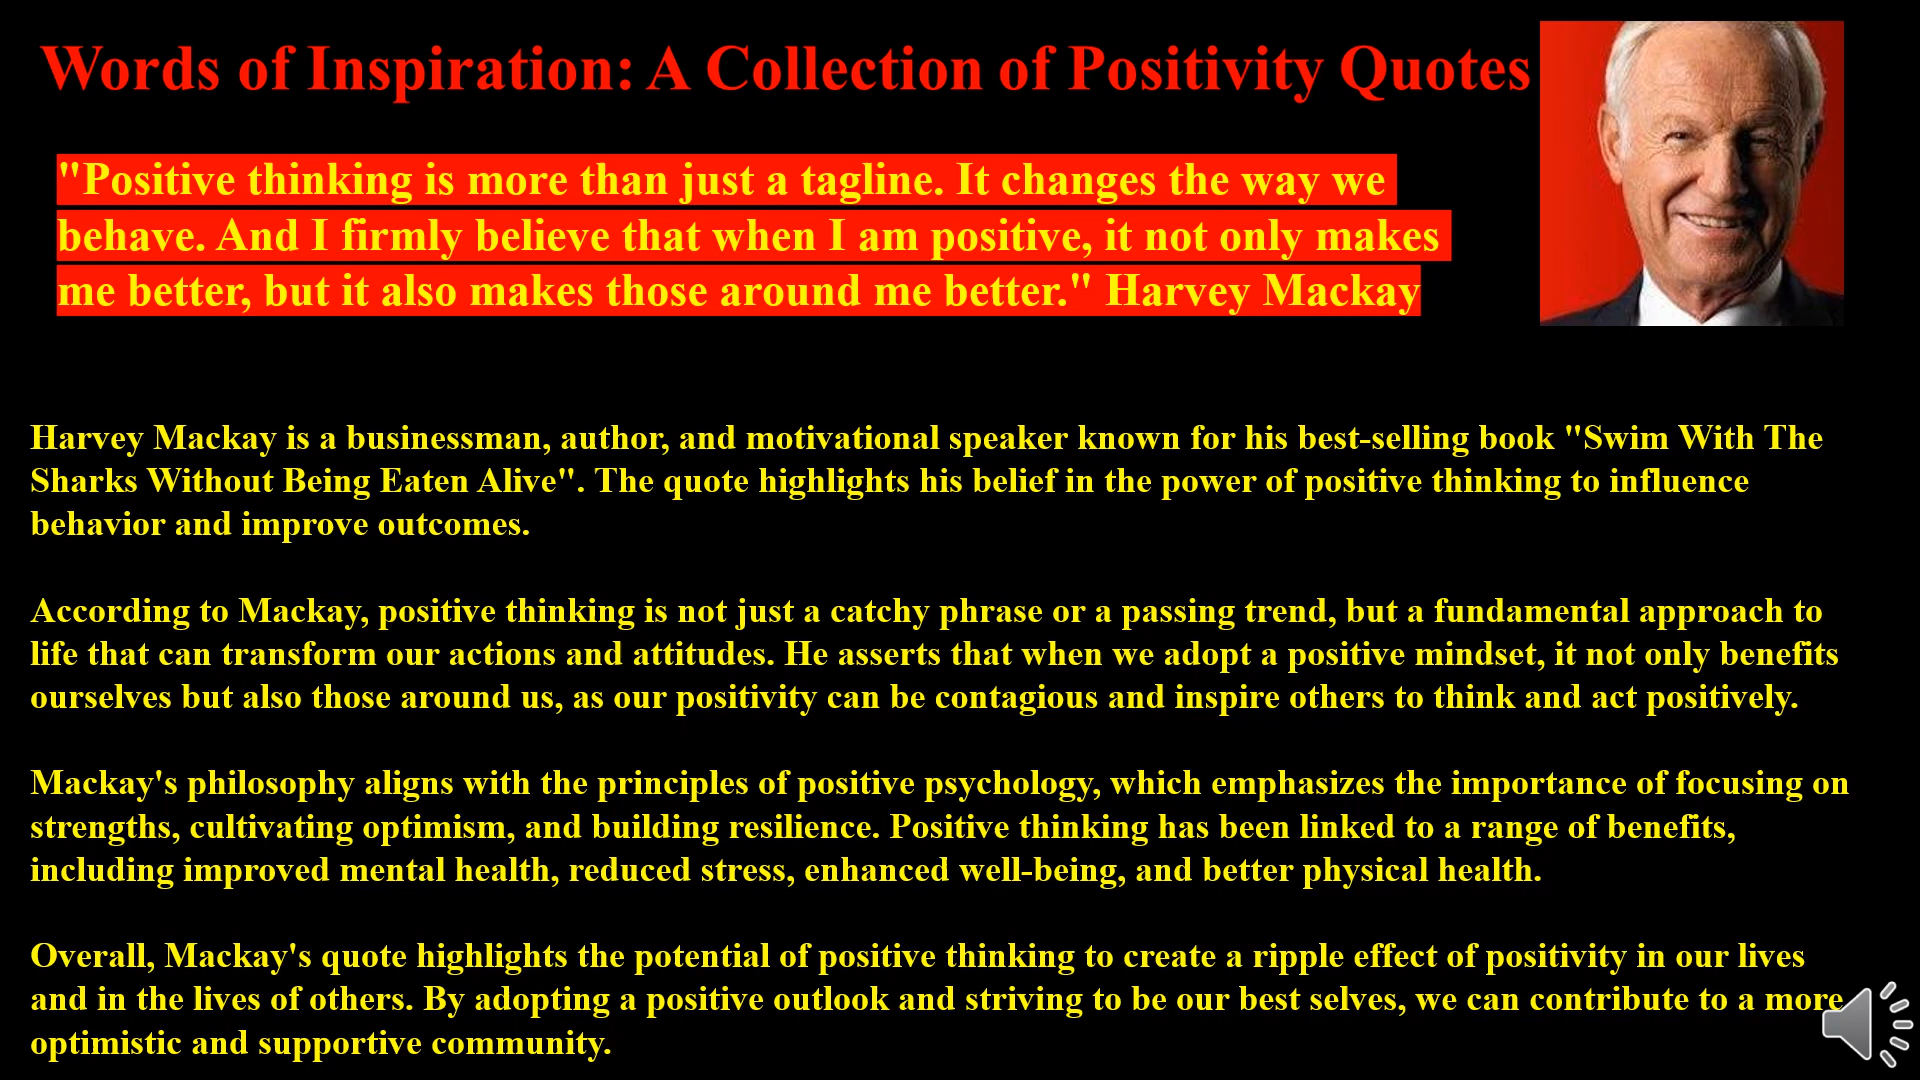 Words of Inspiration: A Collection of Positivity Quotes
"Positive thinking is more than just a tagline. It changes the way we
behave. And I firmly believe that when I am positive, it not only makes
me better, but it also makes those around me better." Harvey Mackay
Harvey Mackay is a businessman, author, and motivational speaker known for his best-selling book "Swim With The
Sharks Without Being Eaten Alive". The quote highlights his belief in the power of positive thinking to influence
behavior and improve outcomes.
According to Mackay, positive thinking is not just a catchy phrase or a passing trend, but a fundamental approach to
life that can transform our actions and attitudes. He asserts that when we adopt a positive mindset, it not only benefits
ourselves but also those around us, as our positivity can be contagious and inspire others to think and act positively.
Mackay's philosophy aligns with the principles of positive psychology, which emphasizes the importance of focusing on
strengths, cultivating optimism, and building resilience. Positive thinking has been linked to a range of benefits,
including improved mental health, reduced stress, enhanced well-being, and better physical health.
Overall, Mackay's quote highlights the potential of positive thinking to create a ripple effect of positivity in our lives
and in the lives of others. By adopting a positive outlook and striving to be our best selves, we can contribute to a more
optimistic and supportive community.